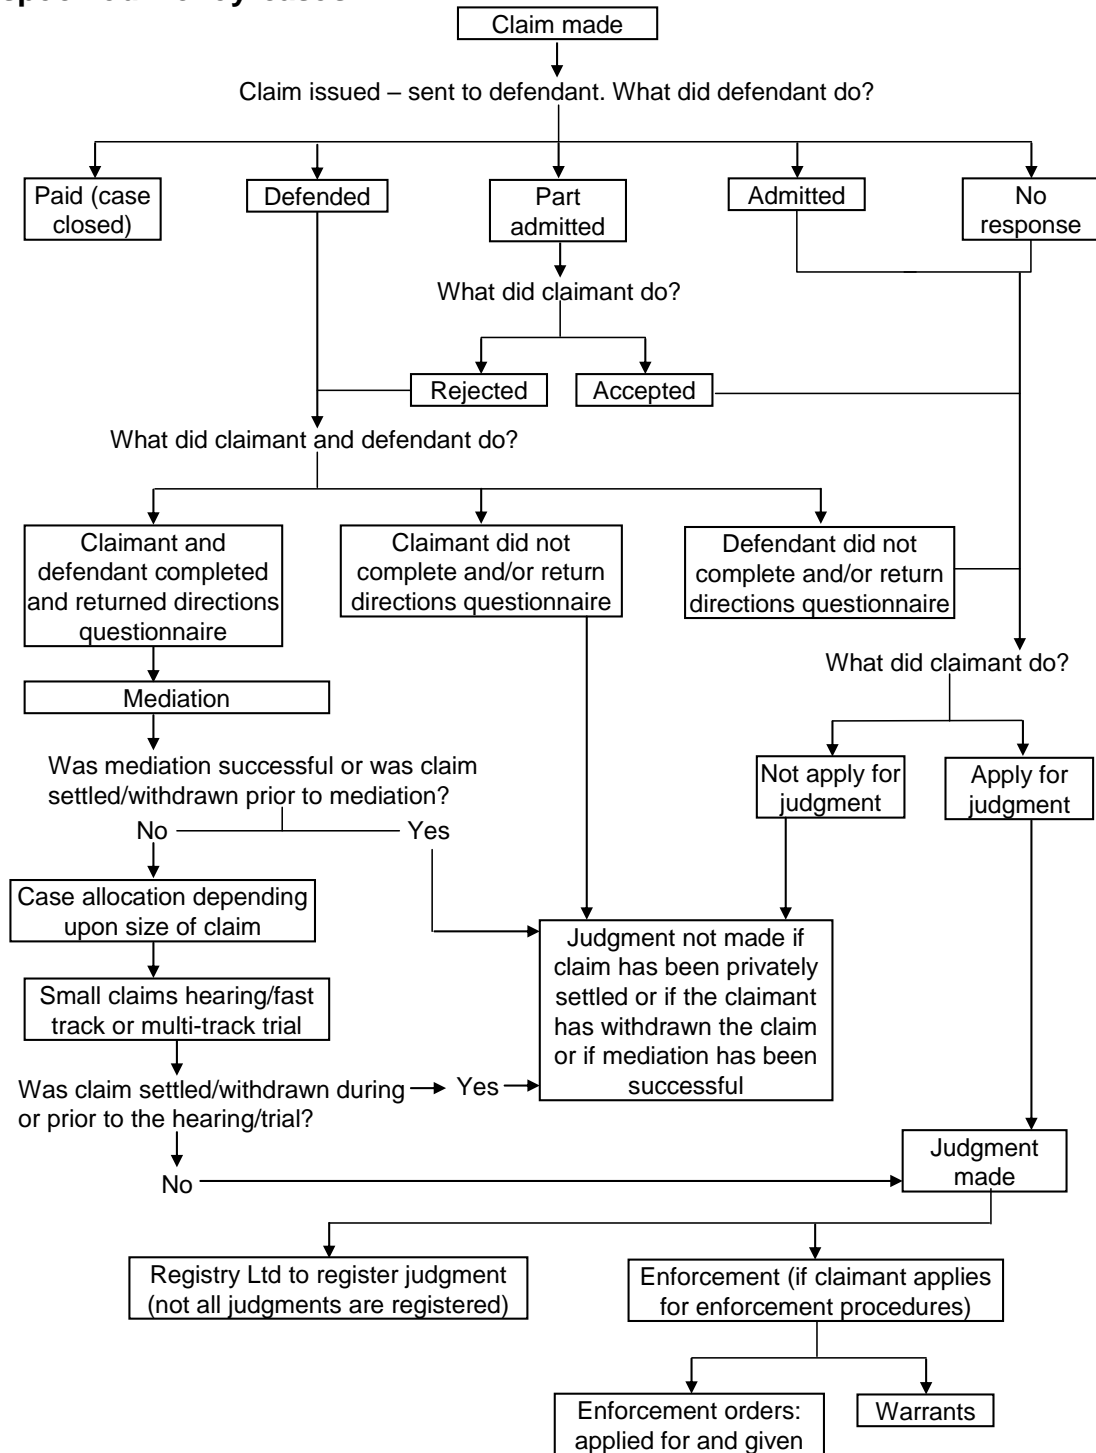 Claim made
Claim issued – sent to defendant. What did defendant do?
Paid (case
closed)
Defended
Part
admitted
Admitted
No
response
What did claimant do?
Rejected
Accepted
What did claimant and defendant do?
Claimant and
defendant completed
and returned directions
questionnaire
Claimant did not
complete and/or return
directions questionnaire
Defendant did not
complete and/or return
directions questionnaire
What did claimant do?
Mediation
Was mediation successful or was claim
settled/withdrawn prior to mediation?
No
Yes
Not apply for
judgment
Apply for
judgment
Case allocation depending
upon size of claim
Small claims hearing/fast
track or multi-track trial
Judgment not made if
claim has been privately
settled or if the claimant
has withdrawn the claim
or if mediation has been
successful
Was claim settled/withdrawn during
or prior to the hearing/trial?
Yes
No
Judgment
made
Registry Ltd to register judgment
(not all judgments are registered)
Enforcement (if claimant applies
for enforcement procedures)
Enforcement orders:
applied for and given
Warrants